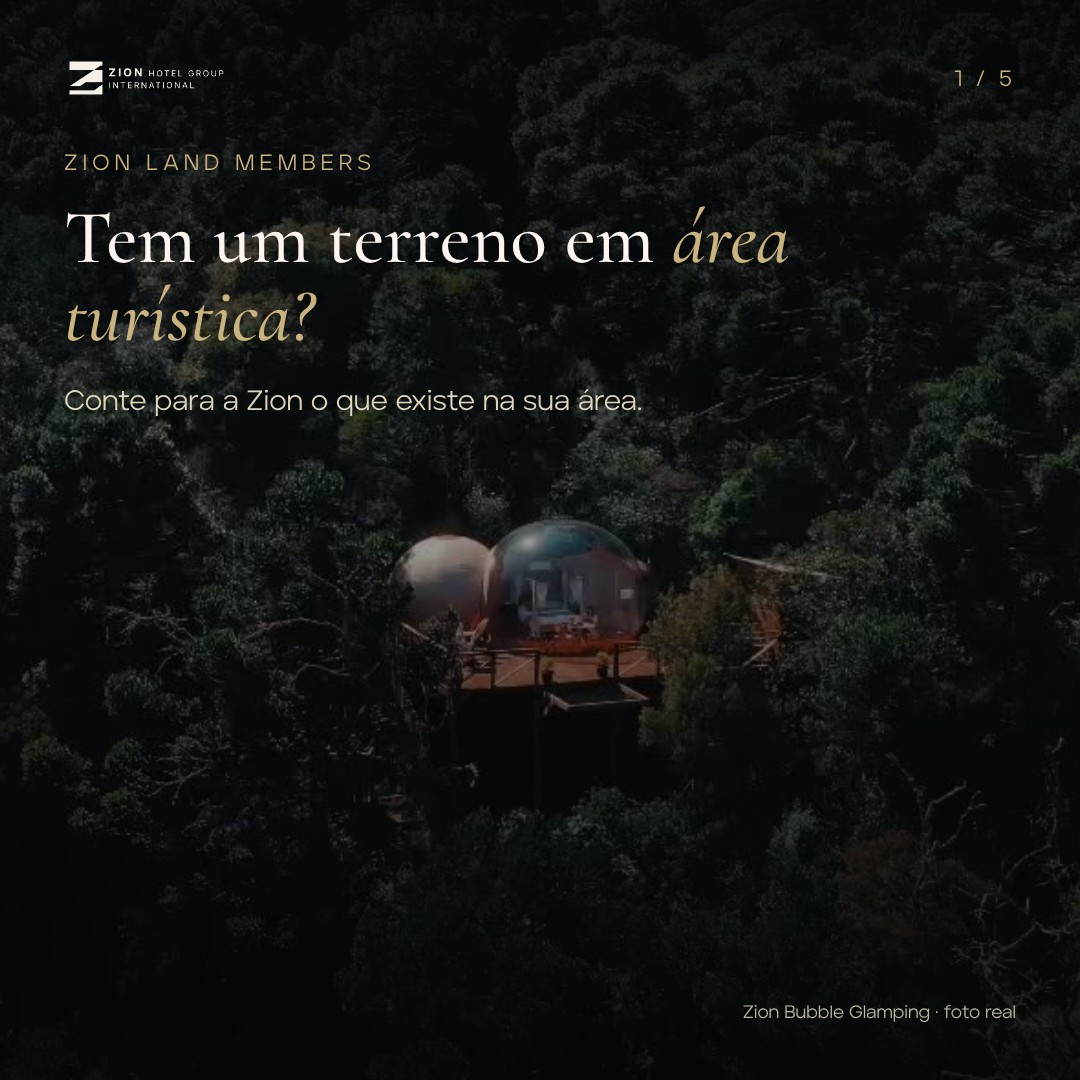 ZION HOTEL GROUP
INTERNATIONAL
1 / 5
ZION LAND MEMBERS
Tem um terreno em área
turística?
Conte para a Zion o que existe na sua área.
Zion Bubble Glamping · foto real